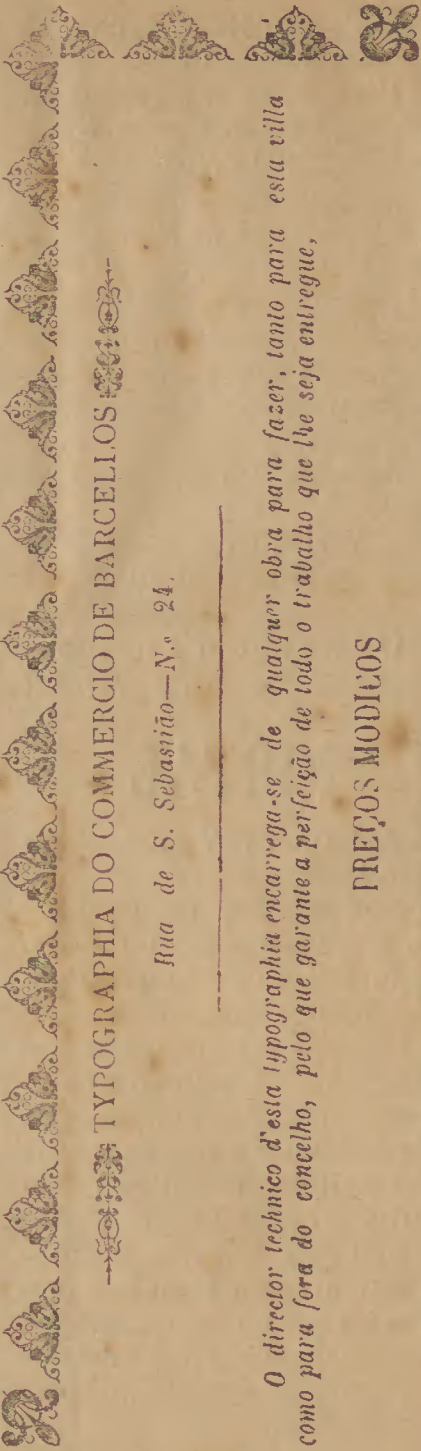 TYPOGRAPHIA DO COMMERCIO DE BARCELLOS
Rua de S. Sebastião—N.º 24.
O director technico d'esta typographia encarrega-se de qualquer obra para fazer, tanto para esta villa
como para fora do concelho, pelo que garante a perfeição de todo o trabalho que lhe seja entregue,
PREÇOS MODICOS